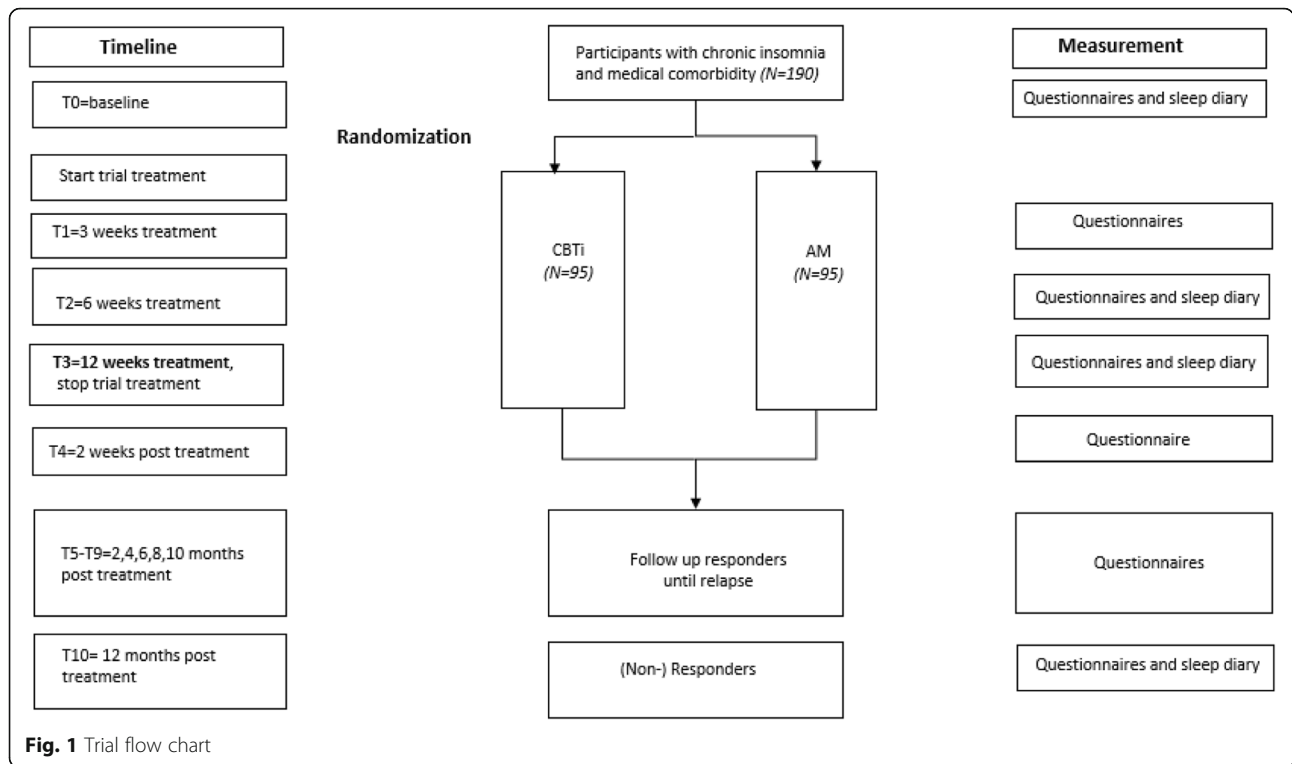 Timeline
T0=baseline
Start trial treatment
T1=3 weeks treatment
T2=6 weeks treatment
T3=12 weeks treatment,
stop trial treatment
T4=2 weeks post treatment
T5-T9=2,4,6,8,10 months
post treatment
T10= 12 months post
treatment
Participants with chronic insomnia
and medical comorbidity (N=190)
Randomization
CBTi
(N=95)
AM
(N=95)
Follow up responders
until relapse
(Non-) Responders
Measurement
Questionnaires and sleep diary
Questionnaires
Questionnaires and sleep diary
Questionnaires and sleep diary
Questionnaire
Questionnaires
Questionnaires and sleep diary
Fig. 1 Trial flow chart